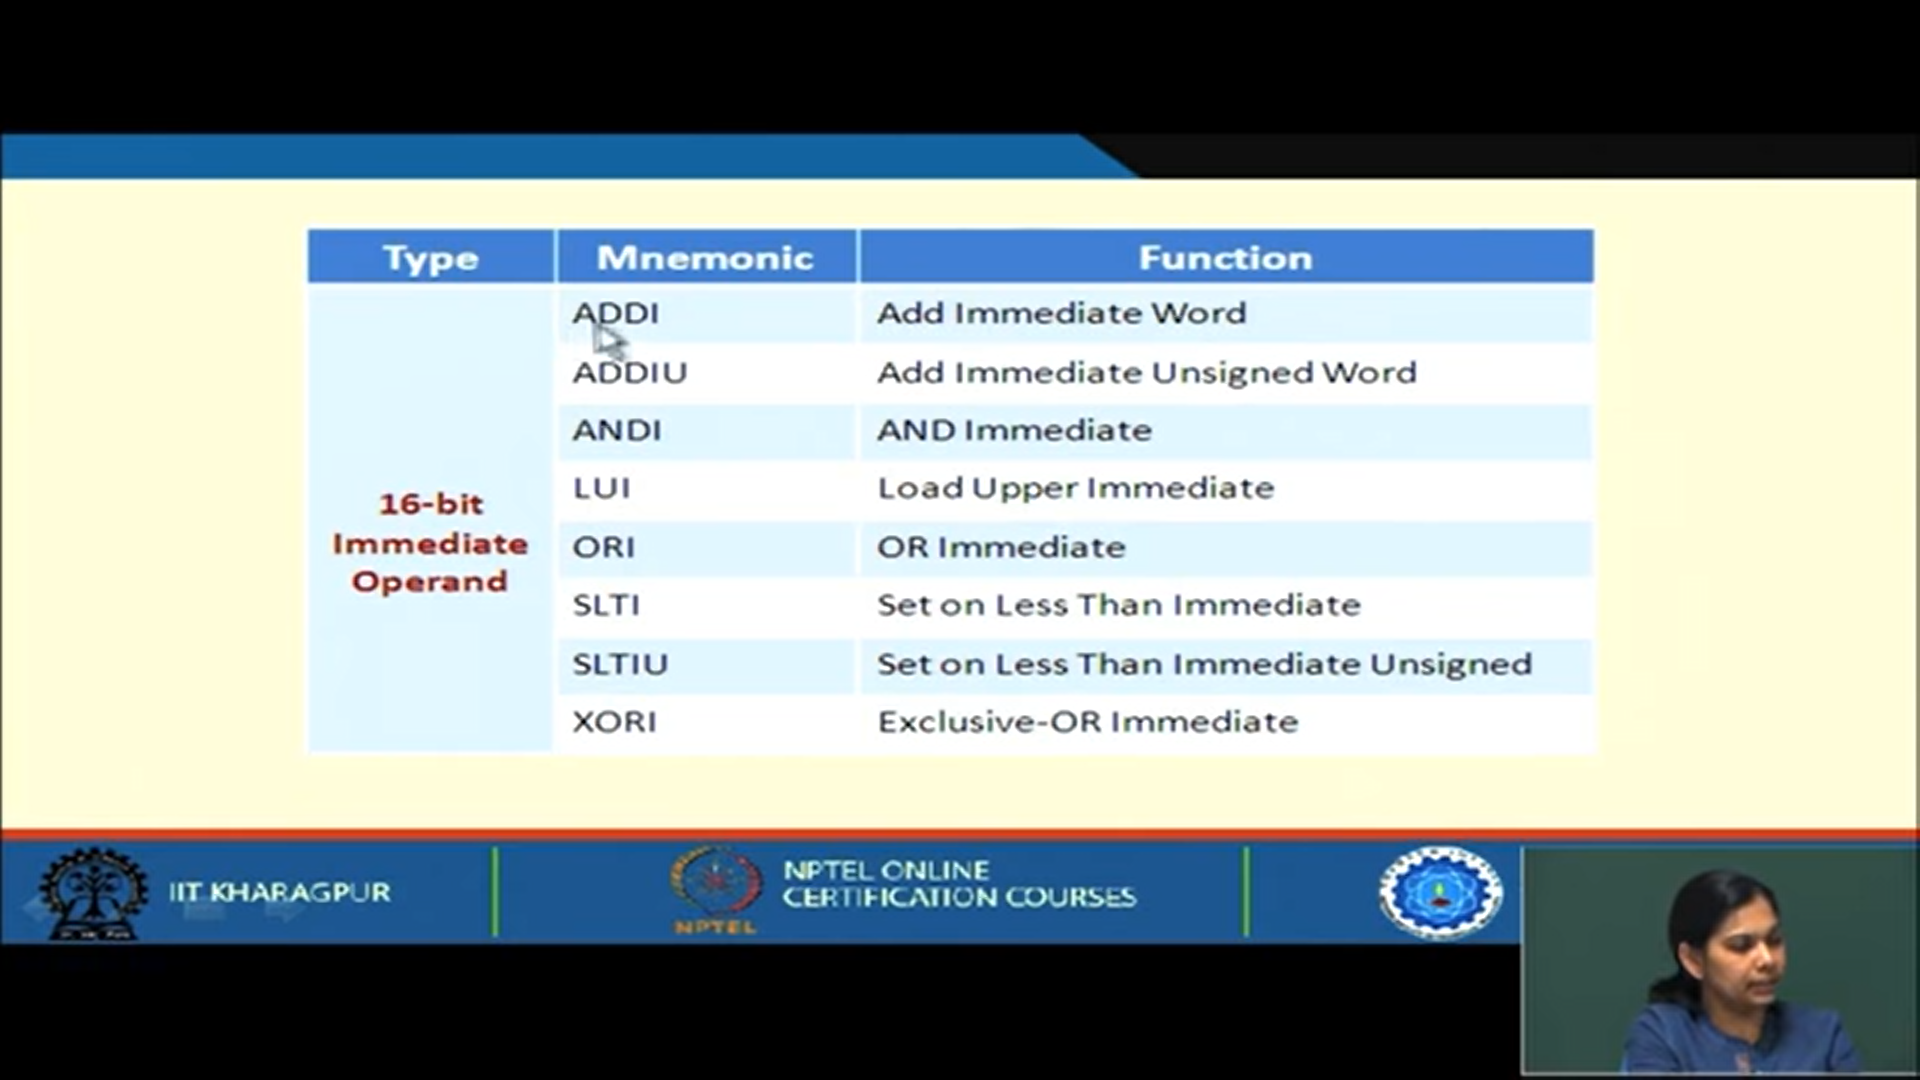 Type Mnemonic Function
ADDI Add Immediate Word
ADDIU Add Immediate Unsigned Word
ANDI AND Immediate
LUI Load Upper Immediate
16-bit
Immediate
Operand
ORI OR Immediate
SLTI Set on Less Than Immediate
SLTIU Set on Less Than Immediate Unsigned
XORI Exclusive-OR Immediate
IIT KHARAGPUR
NPTEL ONLINE
CERTIFICATION COURSES
NPTEL